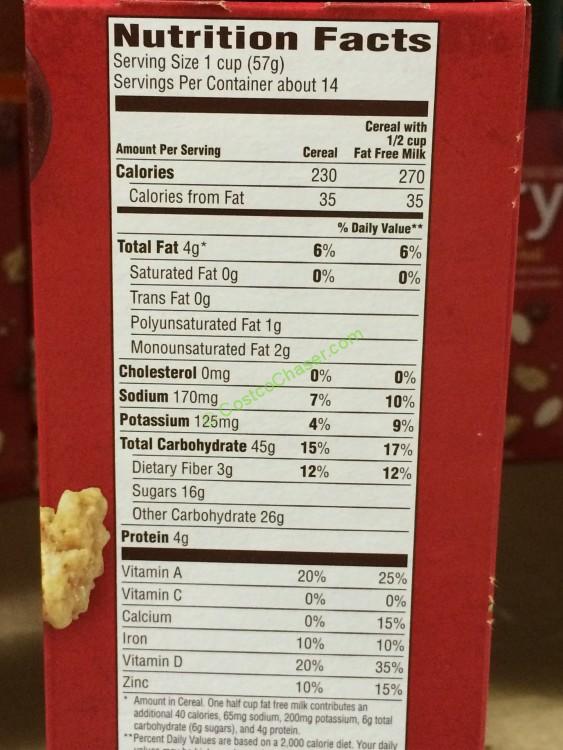 Nutrition Facts
Serving Size 1 cup (57g)
Servings Per Container about 14
Cereal with
1/2 cup
Amount Per Serving Cereal Fat Free Milk
Calories 230 270
Calories from Fat 35 35
% Daily Value**
Total Fat 4g* 6% 6%
Saturated Fat 0g 0% 0%
Trans Fat 0g
Polyunsaturated Fat 1g
Monounsaturated Fat 2g
Cholesterol 0mg 0% 0%
Sodium 170mg 7% 10%
Potassium 125mg 4% 9%
Total Carbohydrate 45g 15% 17%
Dietary Fiber 3g 12% 12%
Sugars 16g
Other Carbohydrate 26g
Protein 4g
Vitamin A 20% 25%
Vitamin C 0% 0%
Calcium 0% 15%
Iron 10% 10%
Vitamin D 20% 35%
Zinc 10% 15%
* Amount in Cereal. One half cup fat free milk contributes an
additional 40 calories, 65mg sodium, 200mg potassium, 6g total
carbohydrate (6g sugars), and 4g protein.
**Percent Daily Values are based on a 2,000 calorie diet. Your daily
CostcoChaser.com
ry